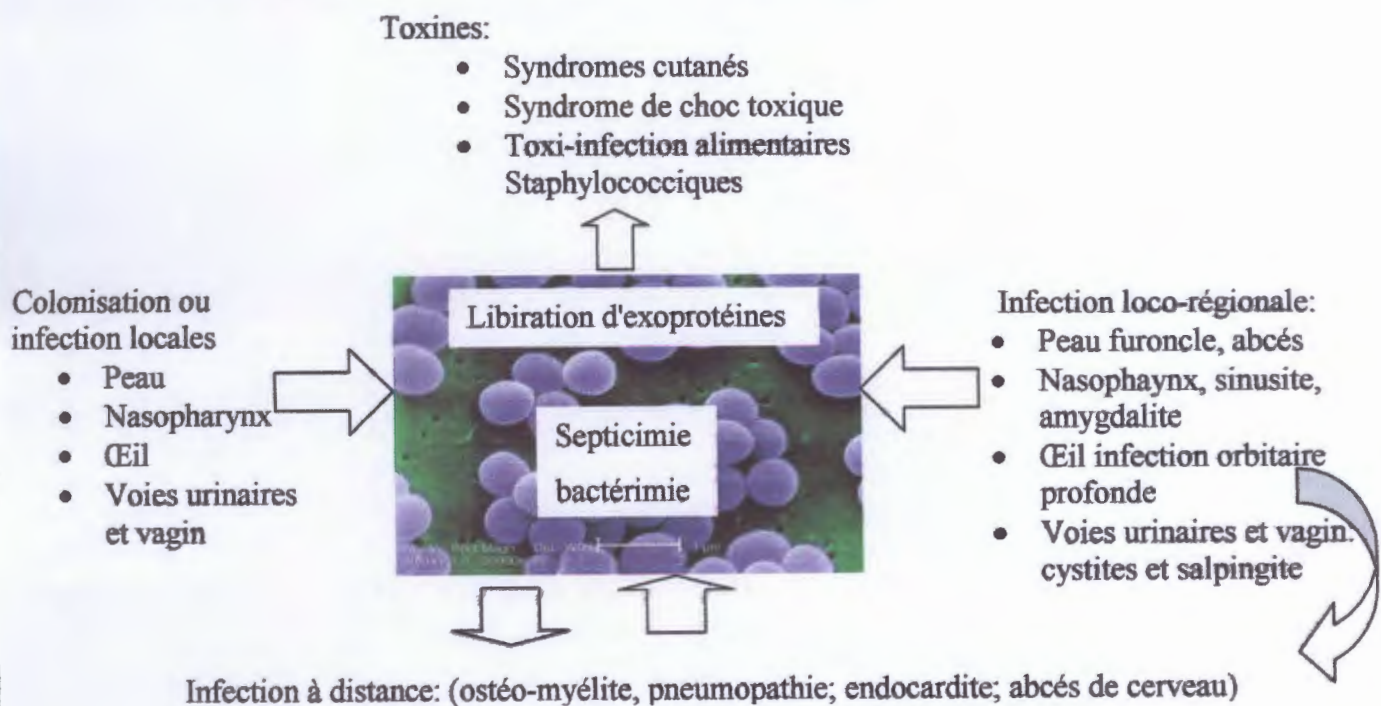 Toxines:
• Syndromes cutanés
• Syndrome de choc toxique
• Toxi-infection alimentaires
Staphylococciques
Colonisation ou
infection locales
• Peau
• Nasopharynx
• Œil
• Voies urinaires
et vagin
Libiration d'exoprotéines
Septicimie
bactérimie
1 µm
Infection loco-régionale:
• Peau furoncle, abcés
• Nasophaynx, sinusite,
amygdalite
• Œil infection orbitaire
profonde
• Voies urinaires et vagin.
cystites et salpingite
Infection à distance: (ostéo-myélite, pneumopathie; endocardite; abcés de cerveau)